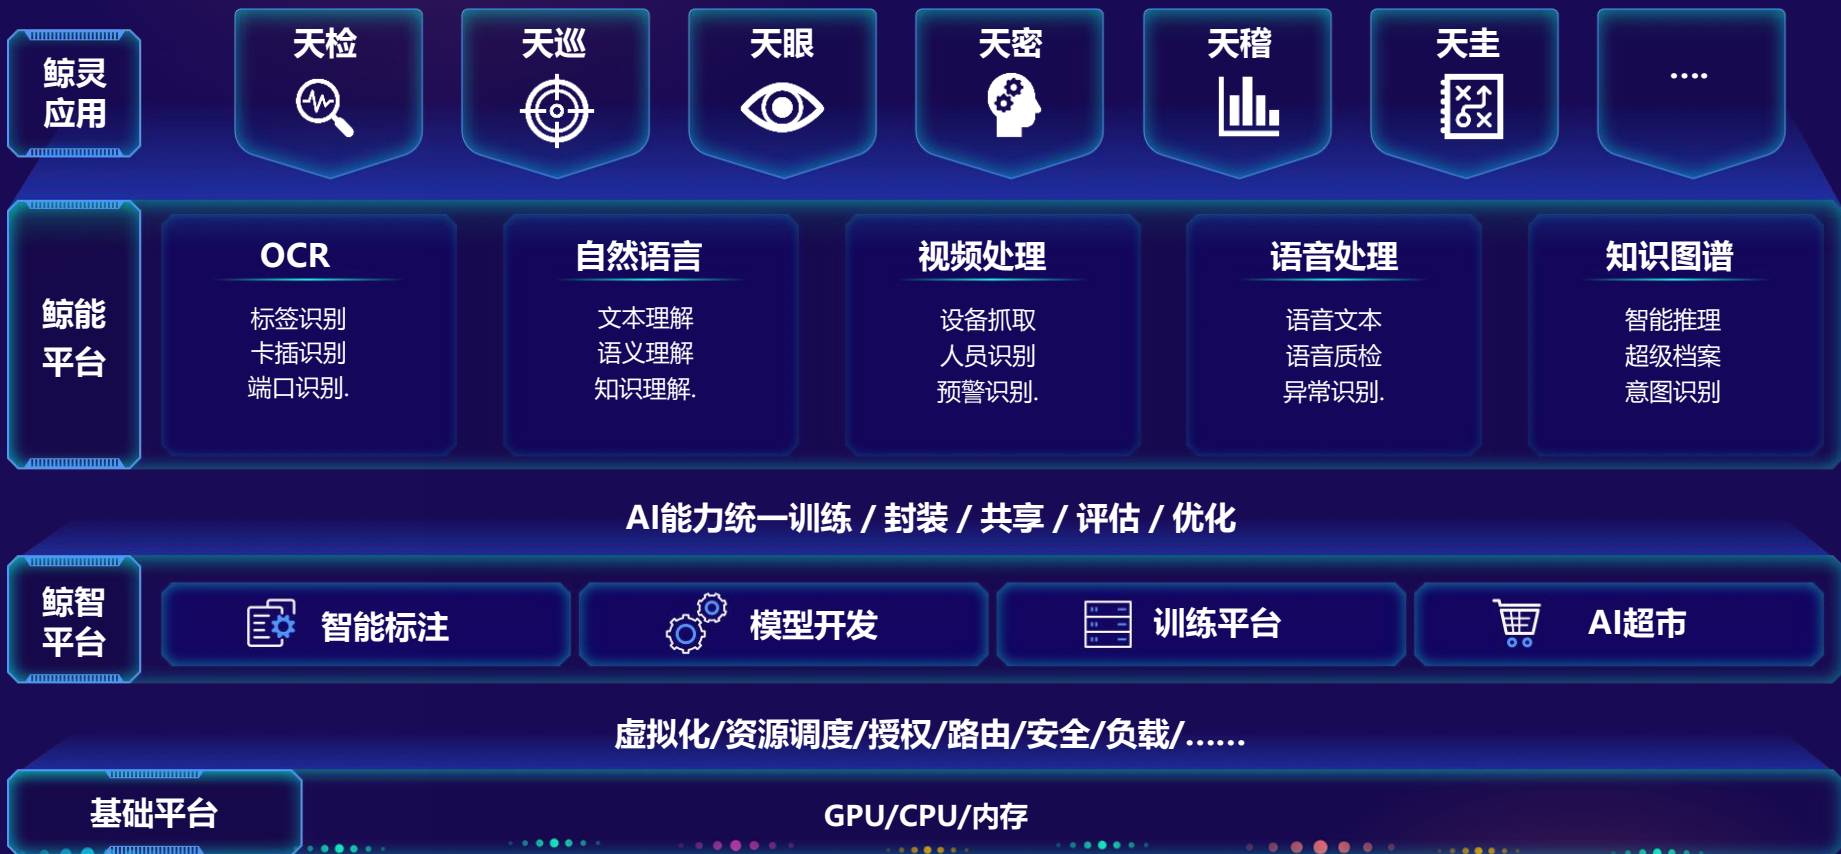 鲸灵
应用
天检
天巡
天眼
天密
天稽
天圭
....
鲸能
平台
OCR
标签识别
卡插识别
端口识别.
自然语言
文本理解
语义理解
知识理解.
视频处理
设备抓取
人员识别
预警识别.
语音处理
语音文本
语音质检
异常识别.
知识图谱
智能推理
超级档案
意图识别
AI能力统一训练 / 封装 / 共享 / 评估 / 优化
鲸智
平台
智能标注
模型开发
训练平台
AI超市
虚拟化/资源调度/授权/路由/安全/负载/......
基础平台
GPU/CPU/内存